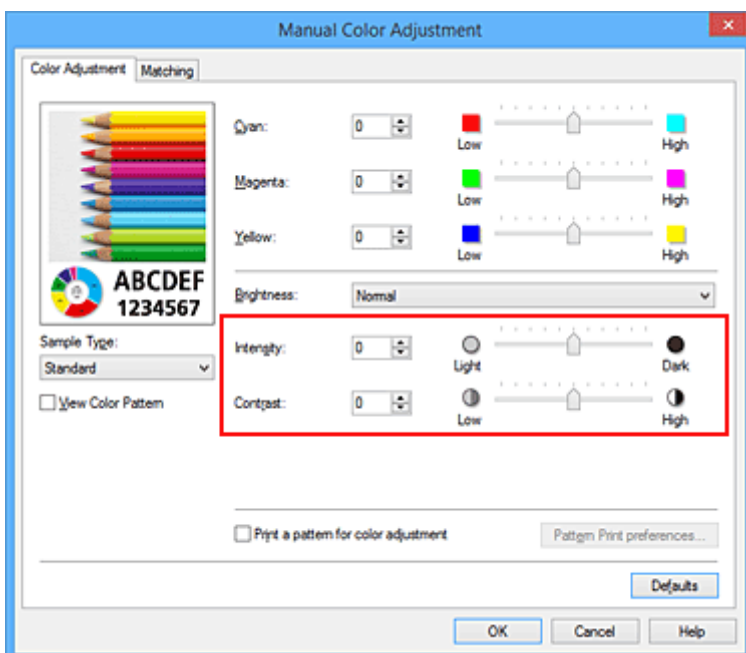 Manual Color Adjustment
Color Adjustment
Matching
Cyan: 0
Low High
Magenta: 0
Low High
Yellow: 0
Low High
ABCDEF
1234567
Brightness: Normal
Sample Type:
Standard
View Color Pattern
Intensity: 0
Light Dark
Contrast: 0
Low High
Print a pattern for color adjustment
Pattern Print preferences...
Defaults
OK Cancel Help